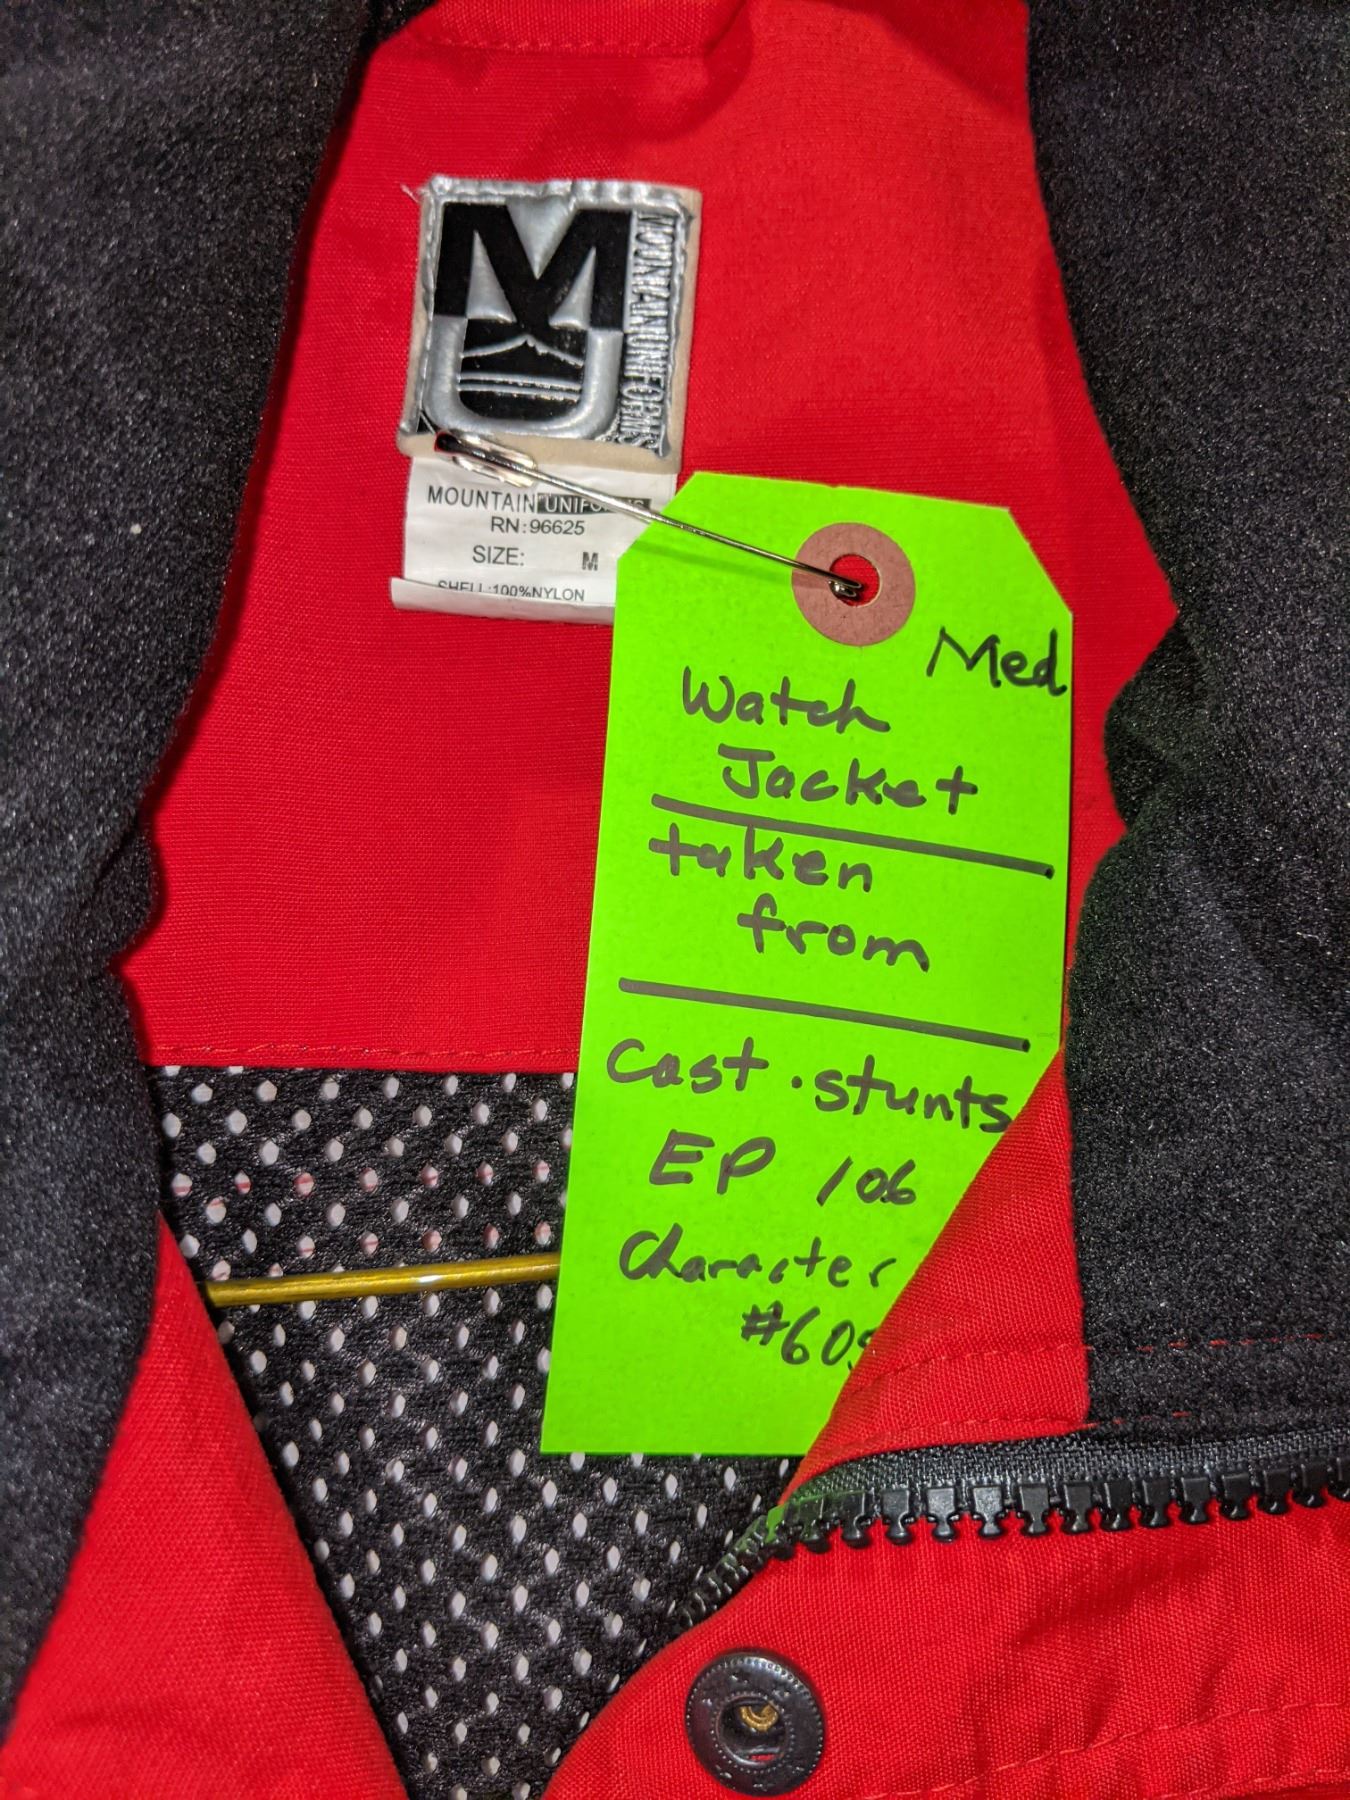 MU
MOUNTAIN UNIFORMS
MOUNTAIN UNIFORMS
RN:96625
SIZE: M
SHELL:100%NYLON
Med
Watch
Jacket
taken
from
Cast . stunts
EP 106
Character